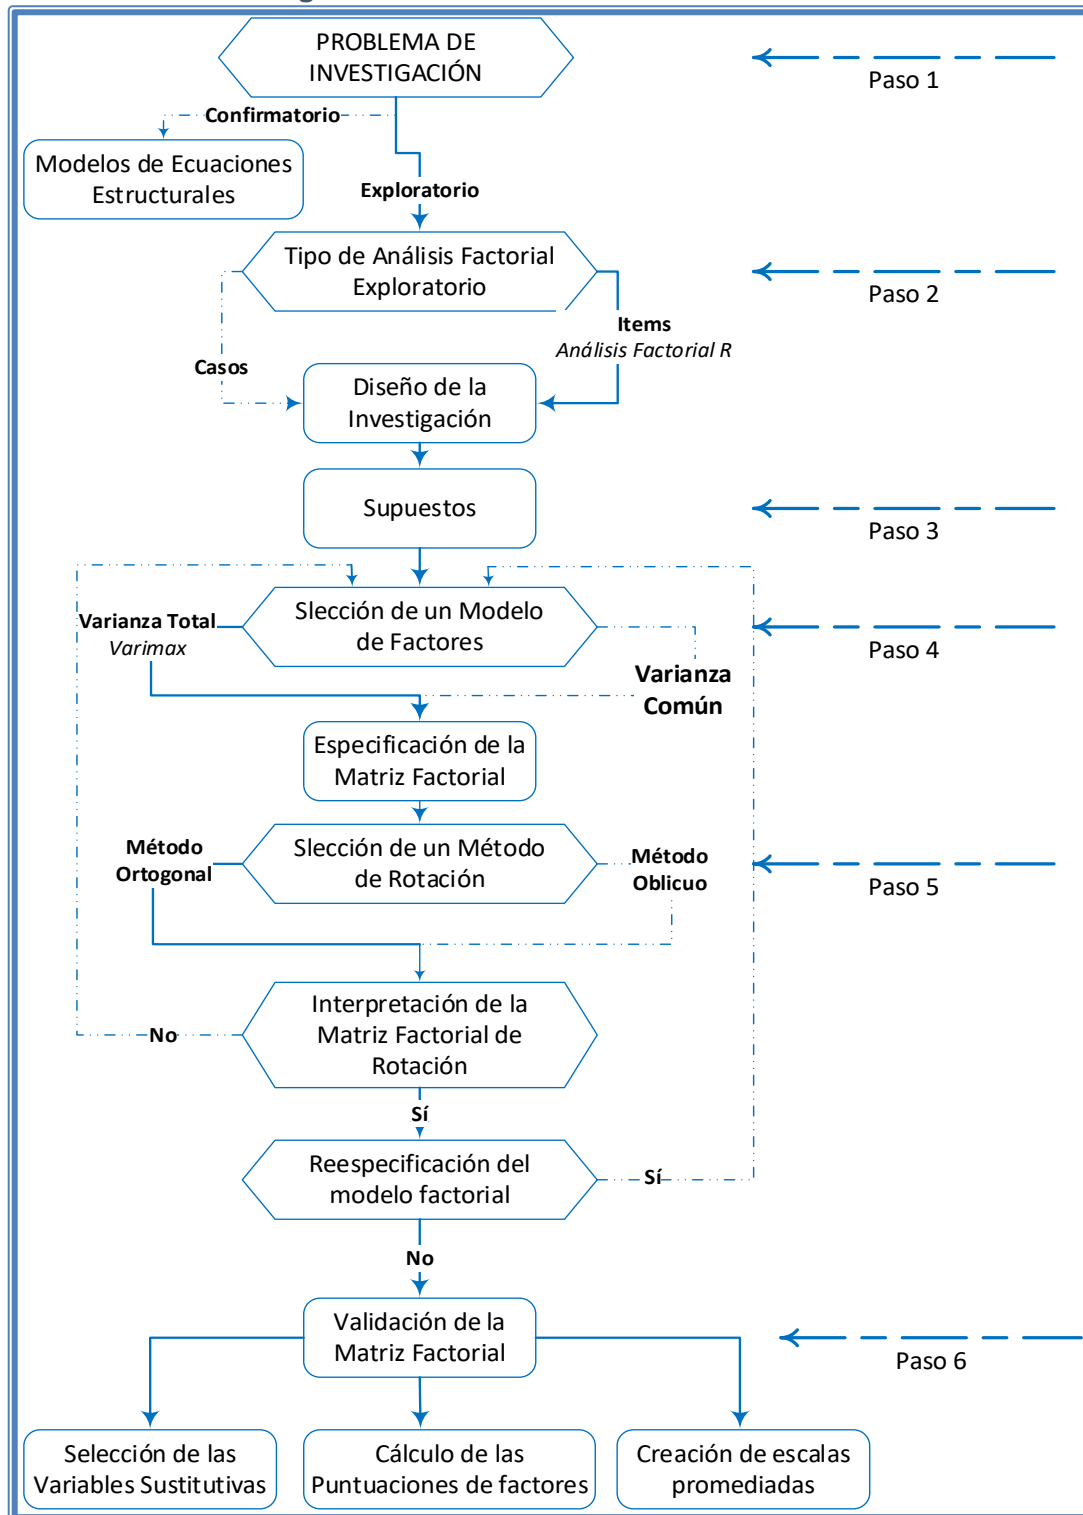 PROBLEMA DE
INVESTIGACIÓN
Paso 1
Confirmatorio
Modelos de Ecuaciones
Estructurales
Exploratorio
Tipo de Análisis Factorial
Exploratorio
Paso 2
Items
Análisis Factorial R
Casos
Diseño de la
Investigación
Supuestos
Paso 3
Slección de un Modelo
de Factores
Varianza Total
Varimax
Paso 4
Varianza
Común
Especificación de la
Matriz Factorial
Slección de un Método
de Rotación
Método
Ortogonal
Método
Oblicuo
Paso 5
Interpretación de la
Matriz Factorial de
Rotación
No
Sí
Reespecificación del
modelo factorial
Sí
No
Validación de la
Matriz Factorial
Paso 6
Selección de las
Variables Sustitutivas
Cálculo de las
Puntuaciones de factores
Creación de escalas
promediadas